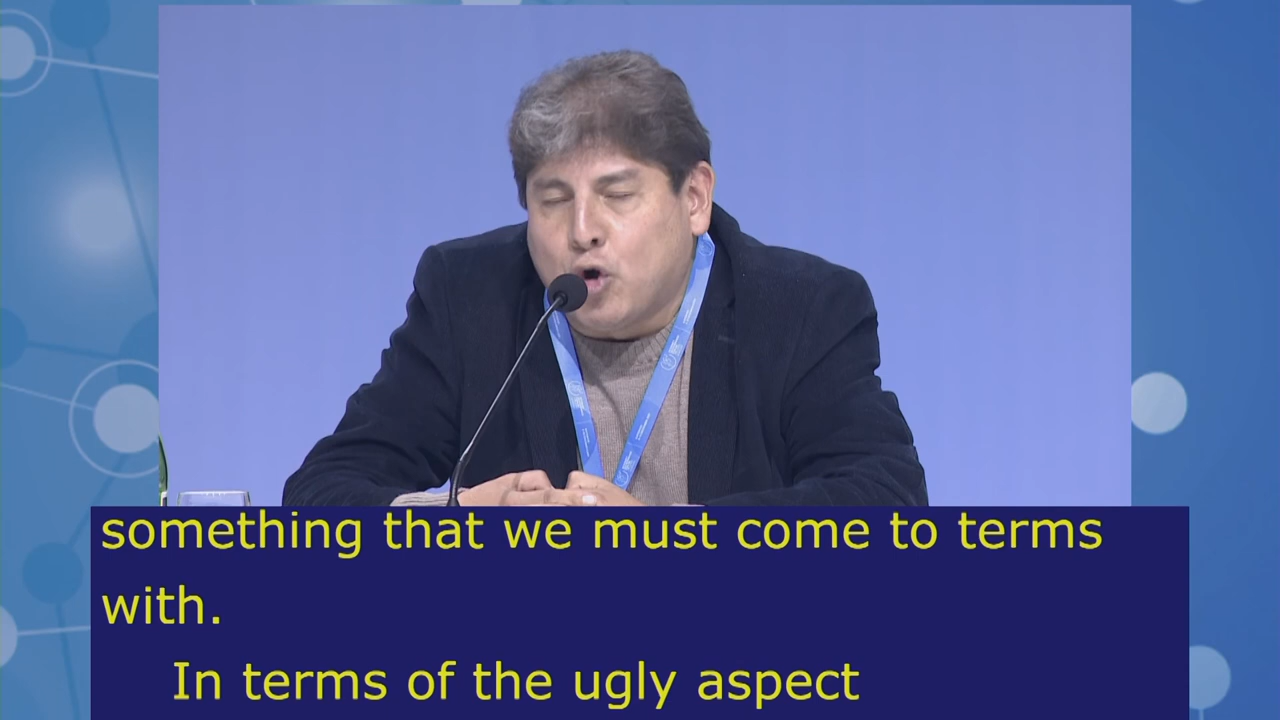 something that we must come to terms
with.
In terms of the ugly aspect